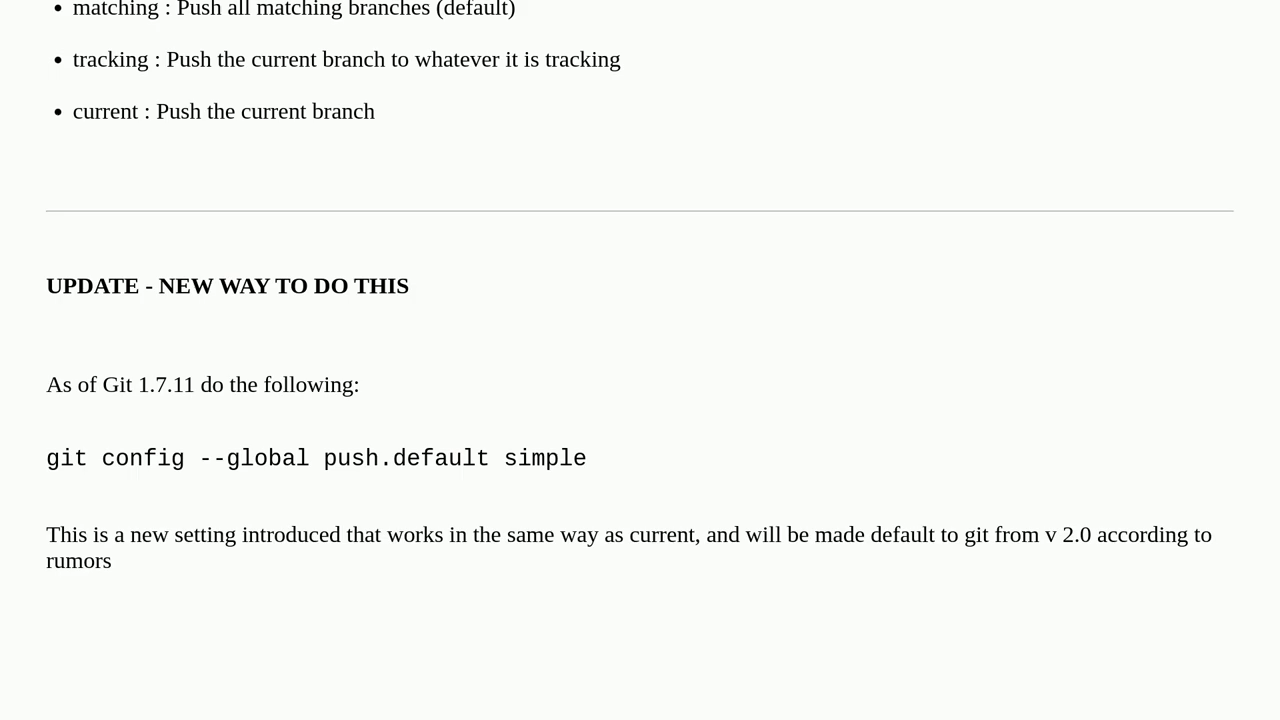 • matching : Push all matching branches (default)
• tracking : Push the current branch to whatever it is tracking
• current : Push the current branch
UPDATE - NEW WAY TO DO THIS
As of Git 1.7.11 do the following:
git config --global push.default simple
This is a new setting introduced that works in the same way as current, and will be made default to git from v 2.0 according to
rumors